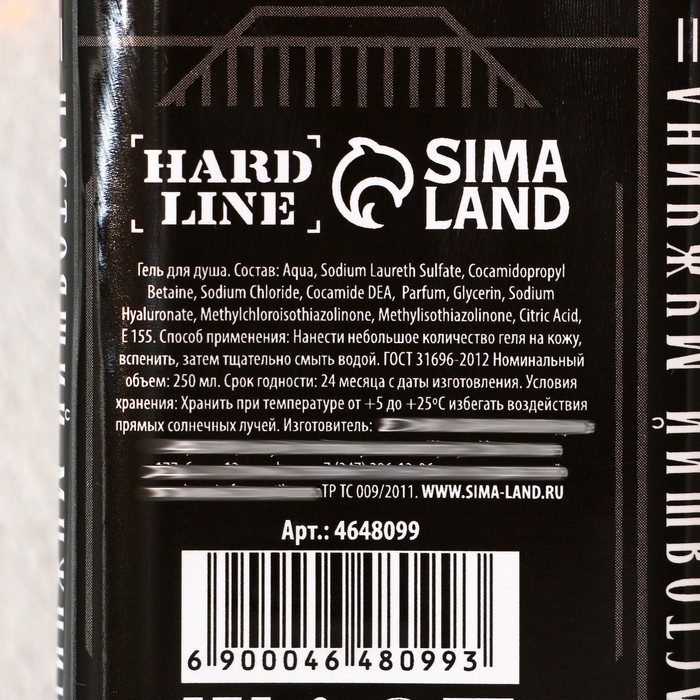 HARD
LINE
SIMA
LAND
Гель для душа. Состав: Aqua, Sodium Laureth Sulfate, Cocamidopropyl
Betaine, Sodium Chloride, Cocamide DEA, Parfum, Glycerin, Sodium
Hyaluronate, Methylchloroisothiazolinone, Methylisothiazolinone, Citric Acid,
E 155. Способ применения: Нанести небольшое количество геля на кожу,
вспенить, затем тщательно смыть водой. ГОСТ 31696-2012 Номинальный
объем: 250 мл. Срок годности: 24 месяца с даты изготовления. Условия
хранения: Хранить при температуре от +5 до +25ºС избегать воздействия
прямых солнечных лучей. Изготовитель:
ТР ТС 009/2011. WWW.SIMA-LAND.RU
Арт.: 4648099
6 900046 480993